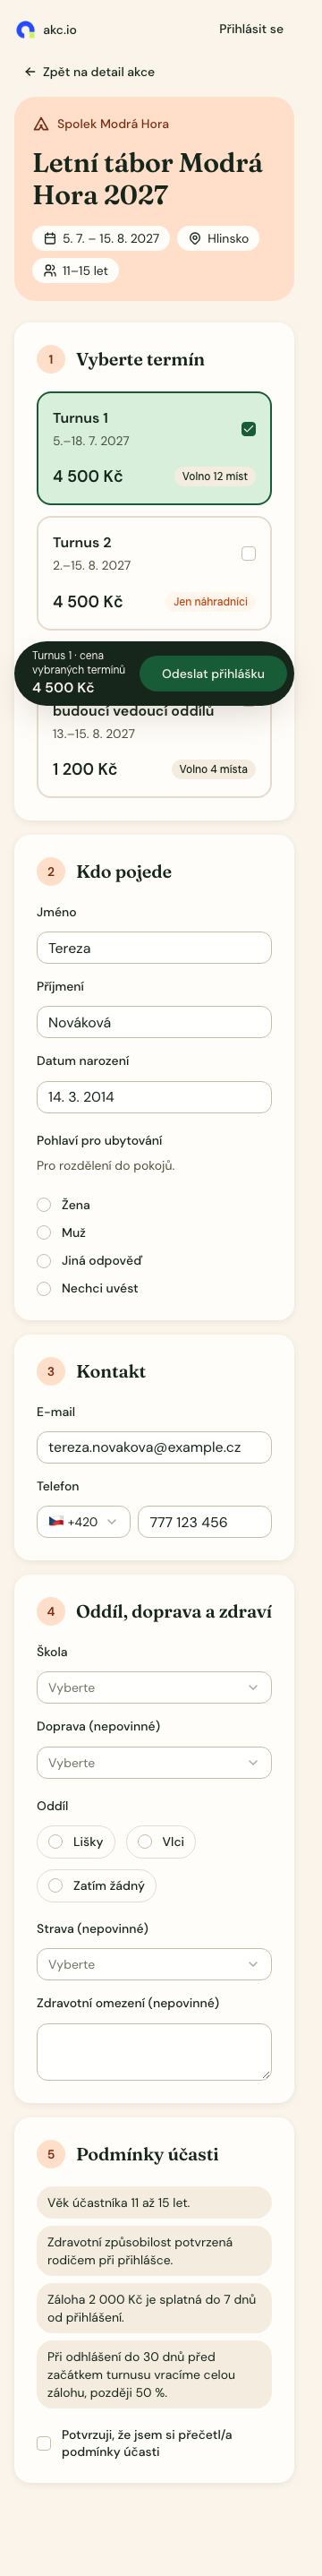 akc.io
Přihlásit se
Zpět na detail akce
Spolek Modrá Hora
Letní tábor Modrá
Hora 2027
5. 7. – 15. 8. 2027
Hlinsko
11–15 let
1
Vyberte termín
Turnus 1
5.–18. 7. 2027
4 500 Kč
Volno 12 míst
Turnus 2
2.–15. 8. 2027
4 500 Kč
Jen náhradníci
Turnus 1 · cena
vybraných termínů
4 500 Kč
Odeslat přihlášku
budoucí vedoucí oddílů
13.–15. 8. 2027
1 200 Kč
Volno 4 místa
2
Kdo pojede
Jméno
Tereza
Příjmení
Nováková
Datum narození
14. 3. 2014
Pohlaví pro ubytování
Pro rozdělení do pokojů.
Žena
Muž
Jiná odpověď
Nechci uvést
3
Kontakt
E-mail
tereza.novakova@example.cz
Telefon
+420
777 123 456
4
Oddíl, doprava a zdraví
Škola
Vyberte
Doprava (nepovinné)
Vyberte
Oddíl
Lišky
Vlci
Zatím žádný
Strava (nepovinné)
Vyberte
Zdravotní omezení (nepovinné)
5
Podmínky účasti
Věk účastníka 11 až 15 let.
Zdravotní způsobilost potvrzená
rodičem při přihlášce.
Záloha 2 000 Kč je splatná do 7 dnů
od přihlášení.
Při odhlášení do 30 dnů před
začátkem turnusu vracíme celou
zálohu, později 50 %.
Potvrzuji, že jsem si přečetl/a
podmínky účasti